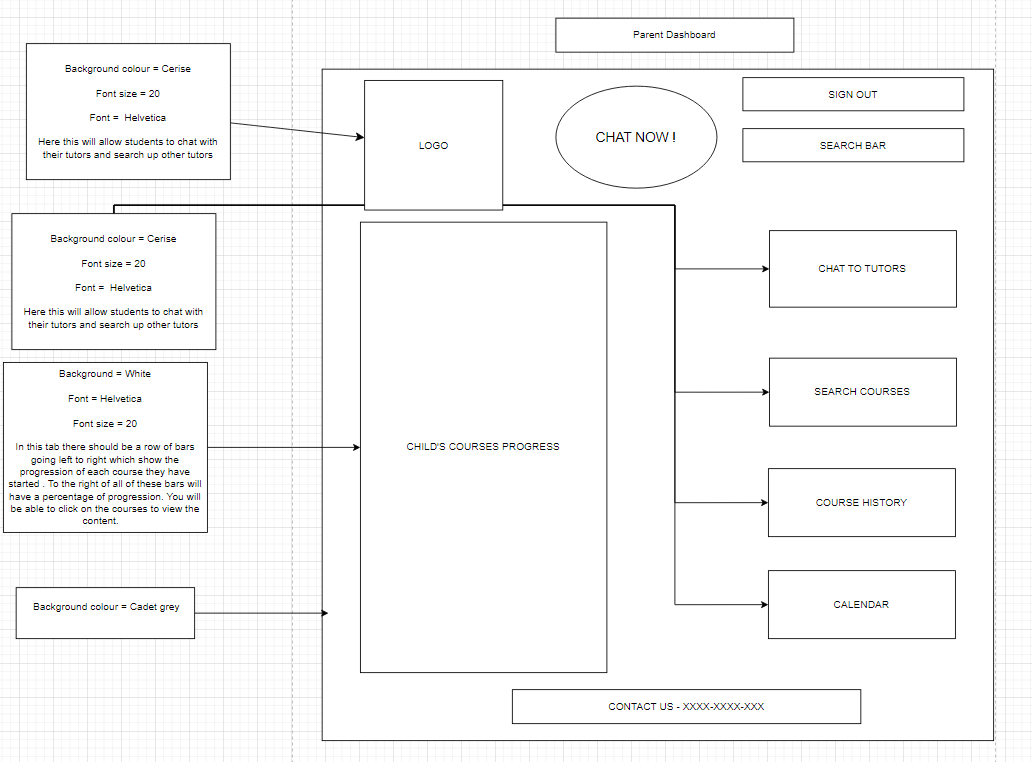 Parent Dashboard
Background colour = Cerise
Font size = 20
Font = Helvetica
Here this will allow students to chat with
their tutors and search up other tutors
LOGO
CHAT NOW !
SIGN OUT
SEARCH BAR
Background colour = Cerise
Font size = 20
Font = Helvetica
Here this will allow students to chat with
their tutors and search up other tutors
CHAT TO TUTORS
Background = White
Font = Helvetica
Font size = 20
In this tab there should be a row of bars
going left to right which show the
progression of each course they have
started . To the right of all of these bars will
have a percentage of progression. You will
be able to click on the courses to view the
content.
CHILD'S COURSES PROGRESS
SEARCH COURSES
COURSE HISTORY
Background colour = Cadet grey
CALENDAR
CONTACT US - XXXX-XXXX-XXX